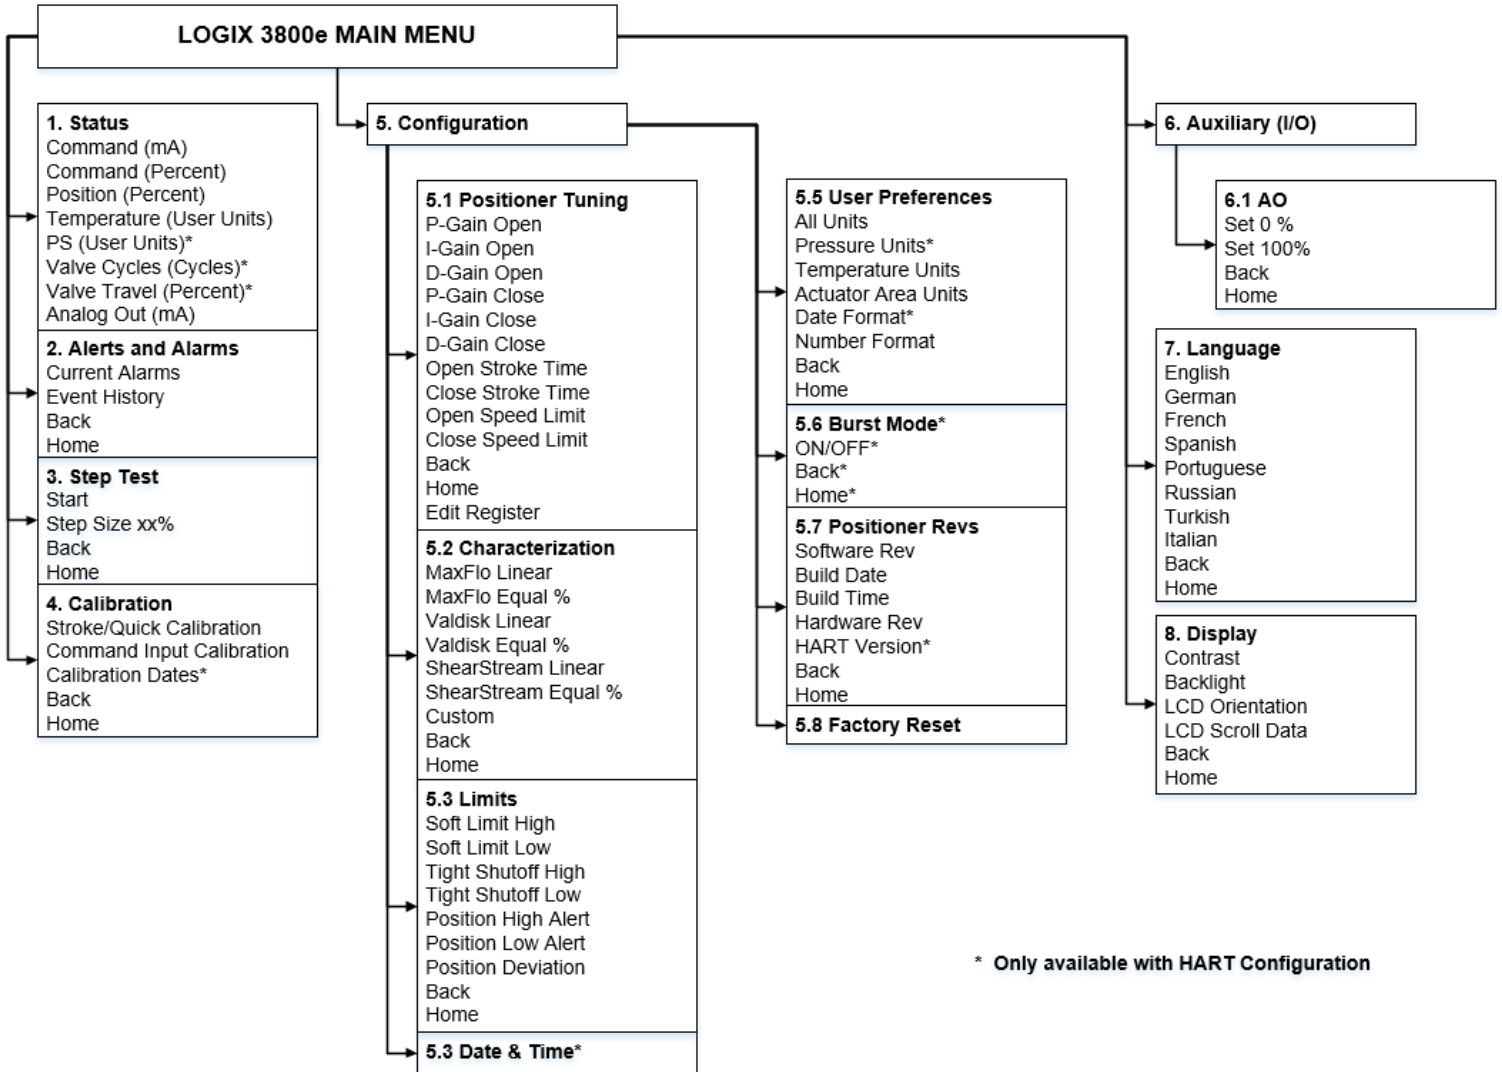 LOGIX 3800e MAIN MENU
1. Status
Command (mA)
Command (Percent)
Position (Percent)
Temperature (User Units)
PS (User Units)*
Valve Cycles (Cycles)*
Valve Travel (Percent)*
Analog Out (mA)
2. Alerts and Alarms
Current Alarms
Event History
Back
Home
3. Step Test
Start
Step Size xx%
Back
Home
4. Calibration
Stroke/Quick Calibration
Command Input Calibration
Calibration Dates*
Back
Home
5. Configuration
5.1 Positioner Tuning
P-Gain Open
I-Gain Open
D-Gain Open
P-Gain Close
I-Gain Close
D-Gain Close
Open Stroke Time
Close Stroke Time
Open Speed Limit
Close Speed Limit
Back
Home
Edit Register
5.2 Characterization
MaxFlo Linear
MaxFlo Equal %
Valdisk Linear
Valdisk Equal %
ShearStream Linear
ShearStream Equal %
Custom
Back
Home
5.3 Limits
Soft Limit High
Soft Limit Low
Tight Shutoff High
Tight Shutoff Low
Position High Alert
Position Low Alert
Position Deviation
Back
Home
5.3 Date & Time*
5.5 User Preferences
All Units
Pressure Units*
Temperature Units
Actuator Area Units
Date Format*
Number Format
Back
Home
5.6 Burst Mode*
ON/OFF*
Back*
Home*
5.7 Positioner Revs
Software Rev
Build Date
Build Time
Hardware Rev
HART Version*
Back
Home
5.8 Factory Reset
6. Auxiliary (I/O)
6.1 AO
Set 0 %
Set 100%
Back
Home
7. Language
English
German
French
Spanish
Portuguese
Russian
Turkish
Italian
Back
Home
8. Display
Contrast
Backlight
LCD Orientation
LCD Scroll Data
Back
Home
* Only available with HART Configuration